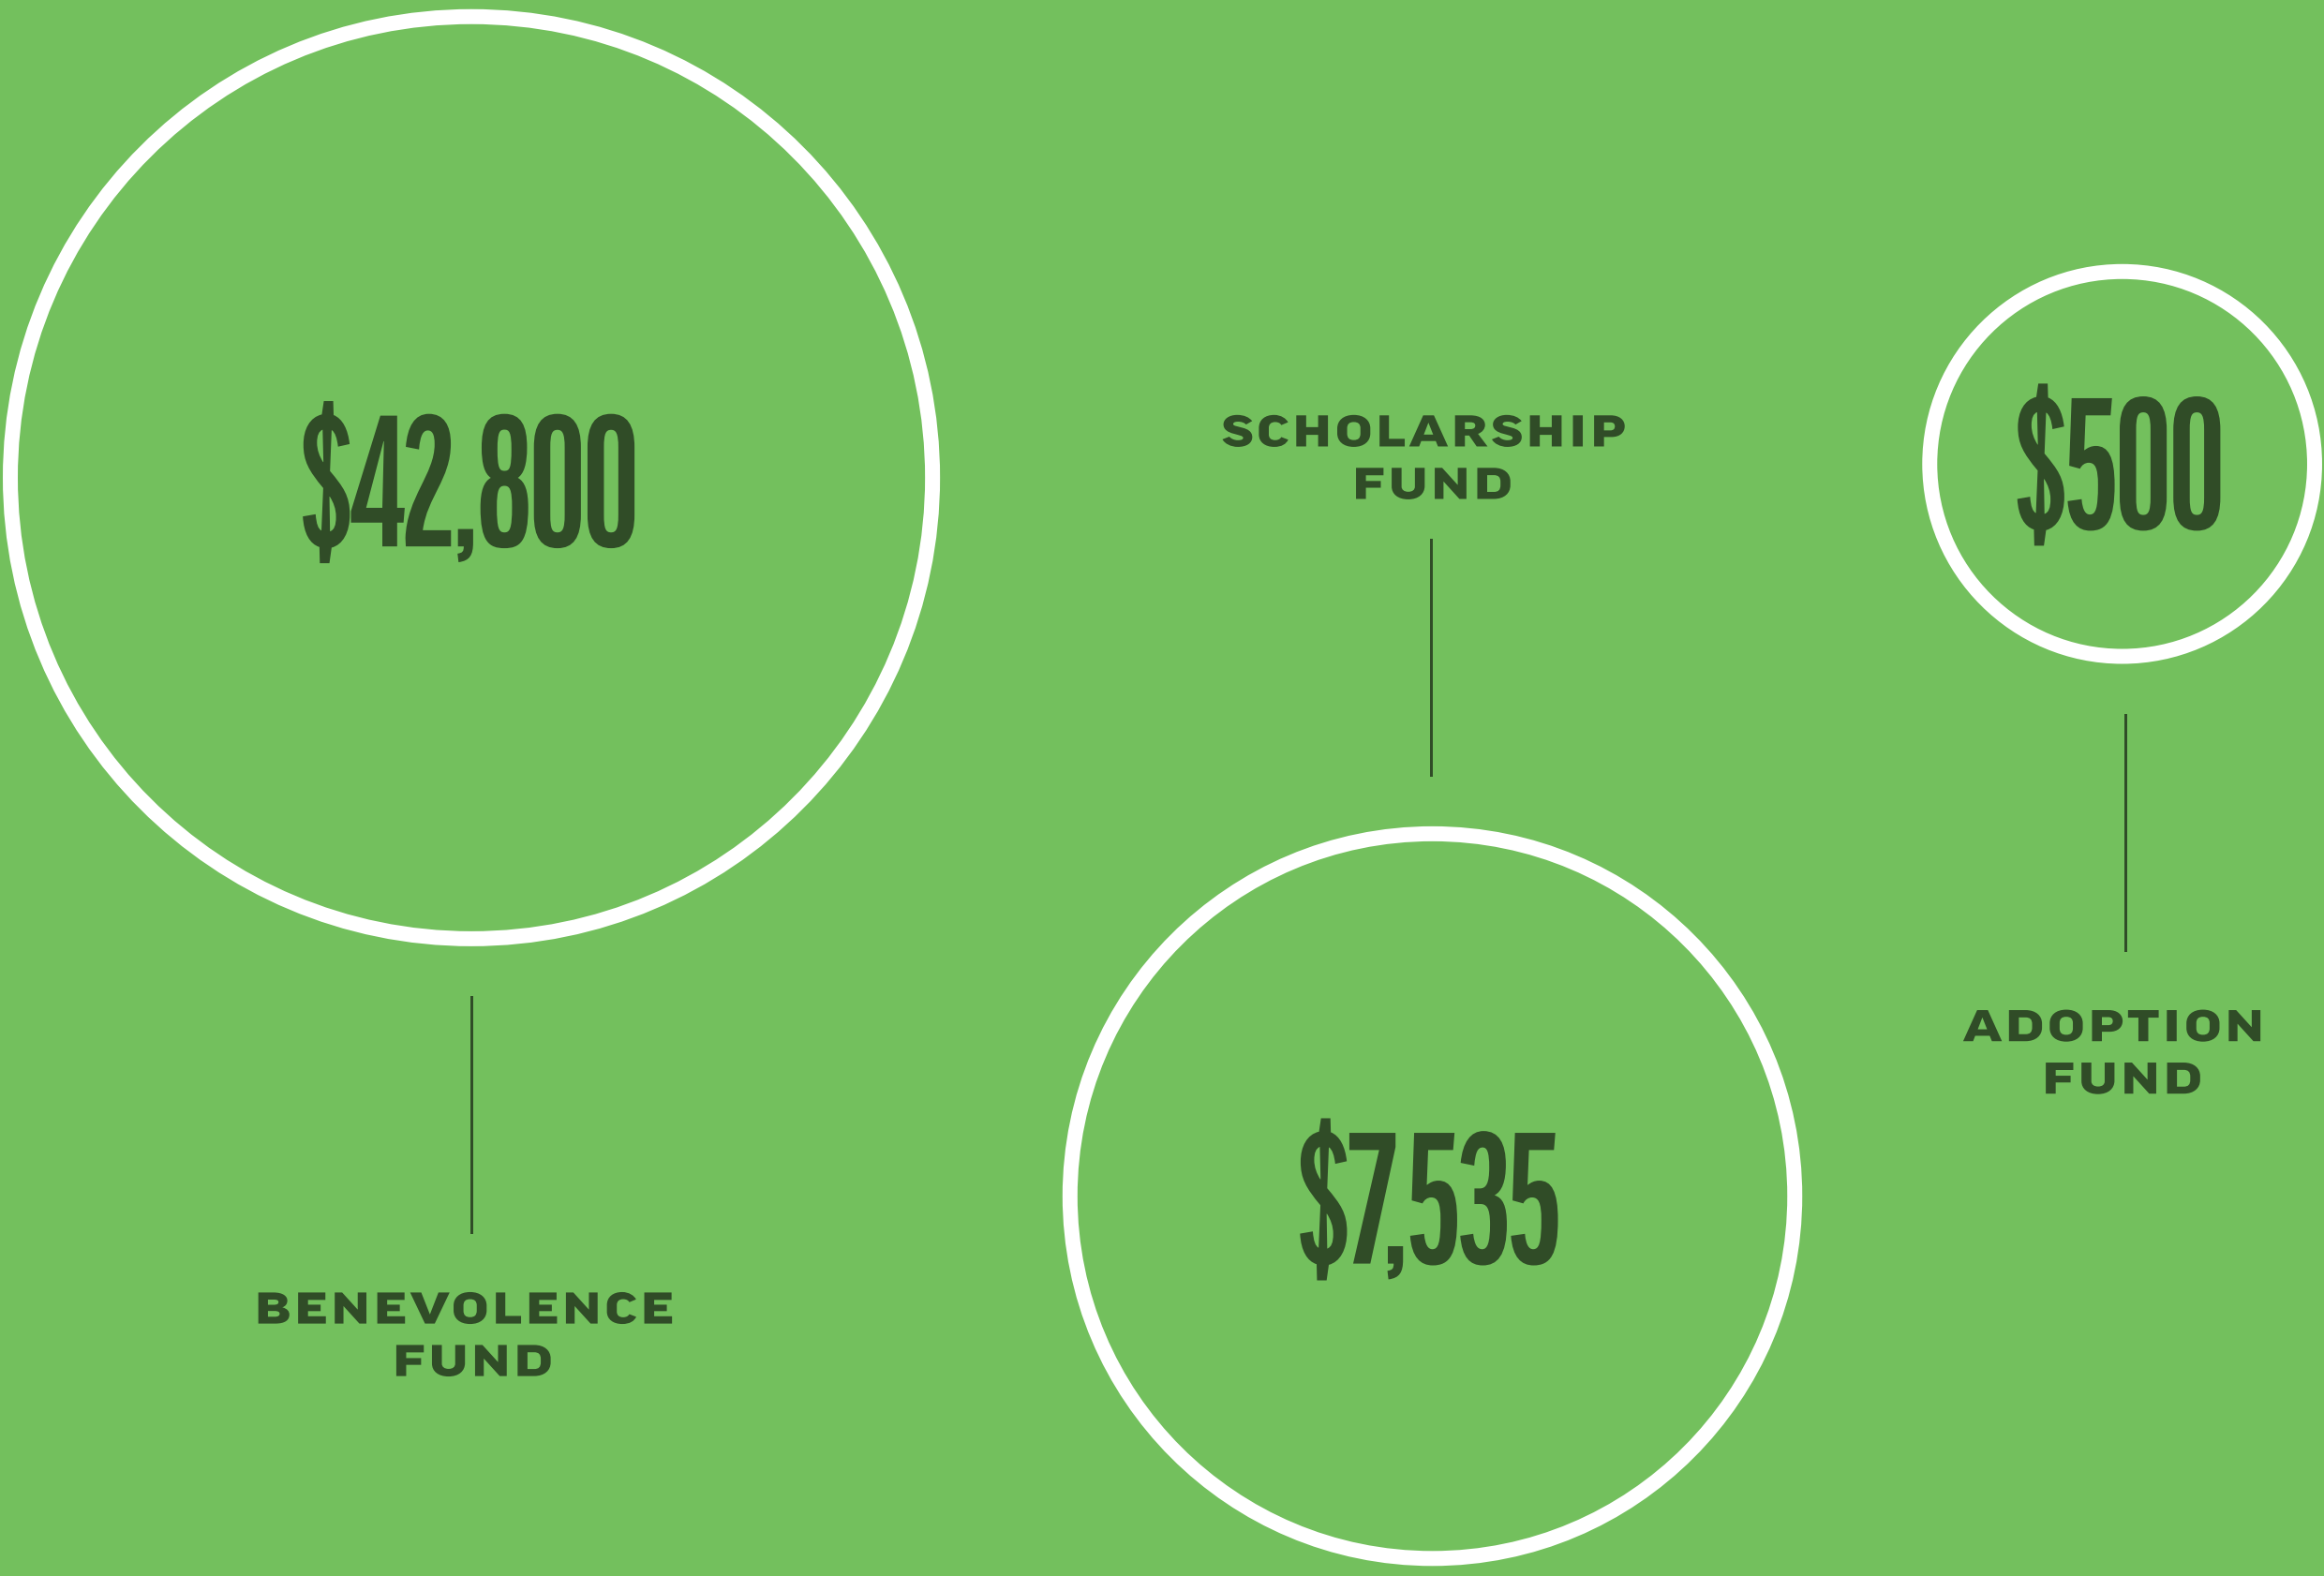 $42,800
BENEVOLENCE
FUND
SCHOLARSHIP
FUND
$7,535
$500
ADOPTION
FUND